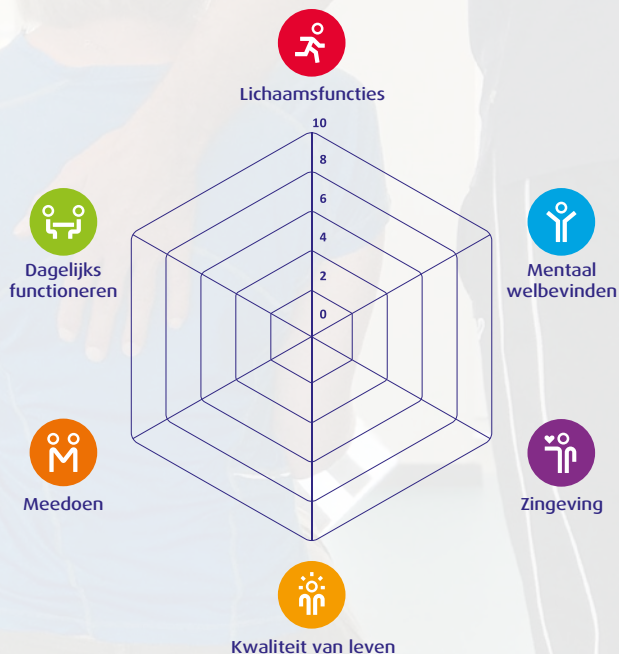 Lichaamsfuncties
10
8
6
4
2
0
Dagelijks
functioneren
Mentaal
welbevinden
Meedoen
Zingeving
Kwaliteit van leven